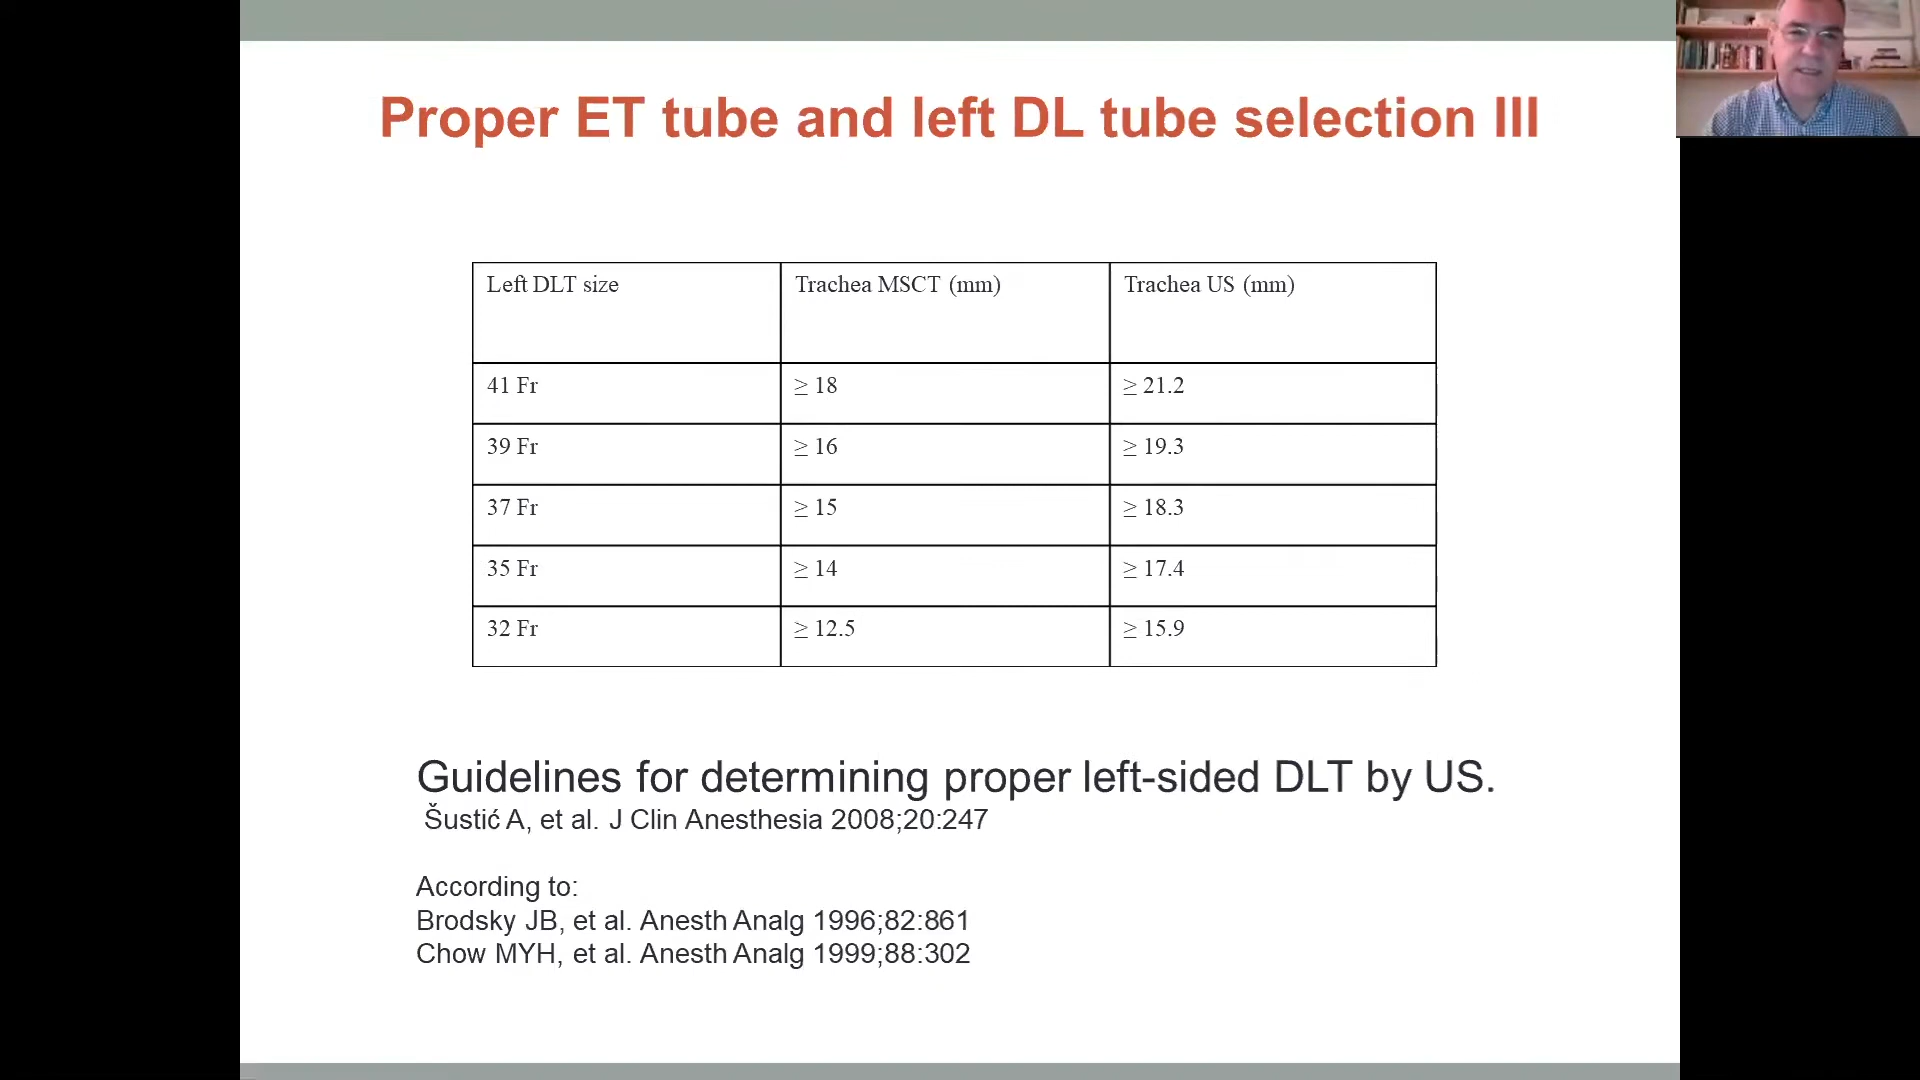 Proper ET tube and left DL tube selection III
Left DLT size Trachea MSCT (mm) Trachea US (mm)
41 Fr ≥ 18 ≥ 21.2
39 Fr ≥ 16 ≥ 19.3
37 Fr ≥ 15 ≥ 18.3
35 Fr ≥ 14 ≥ 17.4
32 Fr ≥ 12.5 ≥ 15.9
Guidelines for determining proper left-sided DLT by US.
Šustić A, et al. J Clin Anesthesia 2008;20:247
According to:
Brodsky JB, et al. Anesth Analg 1996;82:861
Chow MYH, et al. Anesth Analg 1999;88:302